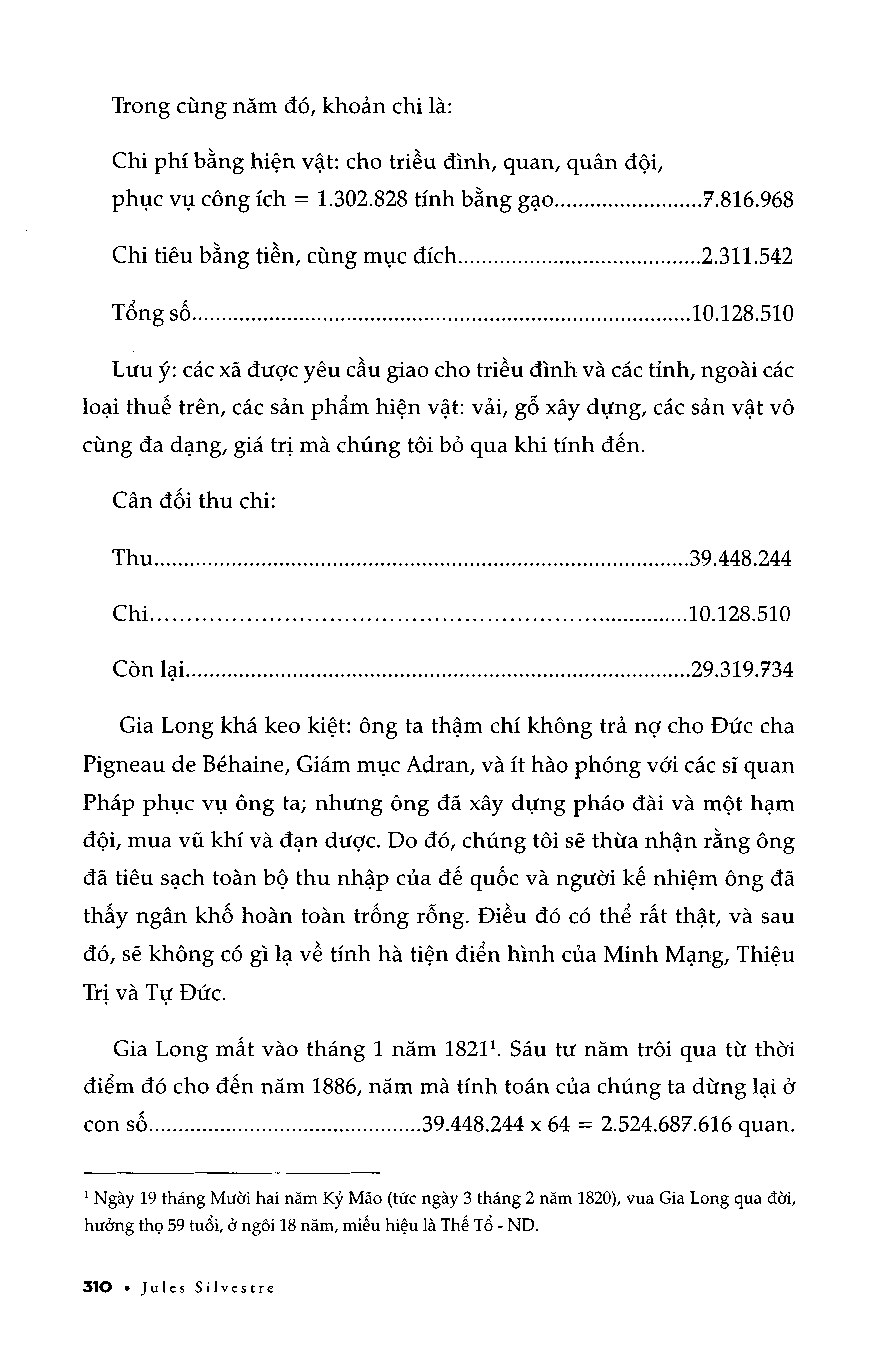 Trong cùng năm đó, khoản chi là:
Chi phí bằng hiện vật: cho triều đình, quan, quân đội,
phục vụ công ích = 1.302.828 tính bằng gạo.........................7.816.968
Chi tiêu bằng tiền, cùng mục đích.........................................2.311.542
Tổng số....................................................................................10.128.510
Lưu ý: các xã được yêu cầu giao cho triều đình và các tỉnh, ngoài các
loại thuế trên, các sản phẩm hiện vật: vải, gỗ xây dựng, các sản vật vô
cùng đa dạng, giá trị mà chúng tôi bỏ qua khi tính đến.
Cân đối thu chi:
Thu..........................................................................................39.448.244
Chi...........................................................................................10.128.510
Còn lại.....................................................................................29.319.734
Gia Long khá keo kiệt: ông ta thậm chí không trả nợ cho Đức cha
Pigneau de Béhaine, Giám mục Adran, và ít hào phóng với các sĩ quan
Pháp phục vụ ông ta; nhưng ông đã xây dựng pháo đài và một hạm
đội, mua vũ khí và đạn dược. Do đó, chúng tôi sẽ thừa nhận rằng ông
đã tiêu sạch toàn bộ thu nhập của đế quốc và người kế nhiệm ông đã
thấy ngân khố hoàn toàn trống rỗng. Điều đó có thể rất thật, và sau
đó, sẽ không có gì lạ về tính hà tiện điển hình của Minh Mạng, Thiệu
Trị và Tự Đức.
Gia Long mất vào tháng 1 năm 1821¹. Sáu tư năm trôi qua từ thời
điểm đó cho đến năm 1886, năm mà tính toán của chúng ta dừng lại ở
con số..............................................39.448.244 x 64 = 2.524.687.616 quan.
¹ Ngày 19 tháng Mười hai năm Kỷ Mão (tức ngày 3 tháng 2 năm 1820), vua Gia Long qua đời,
hưởng thọ 59 tuổi, ở ngôi 18 năm, miếu hiệu là Thế Tổ - ND.
310 • Jules Silvestre